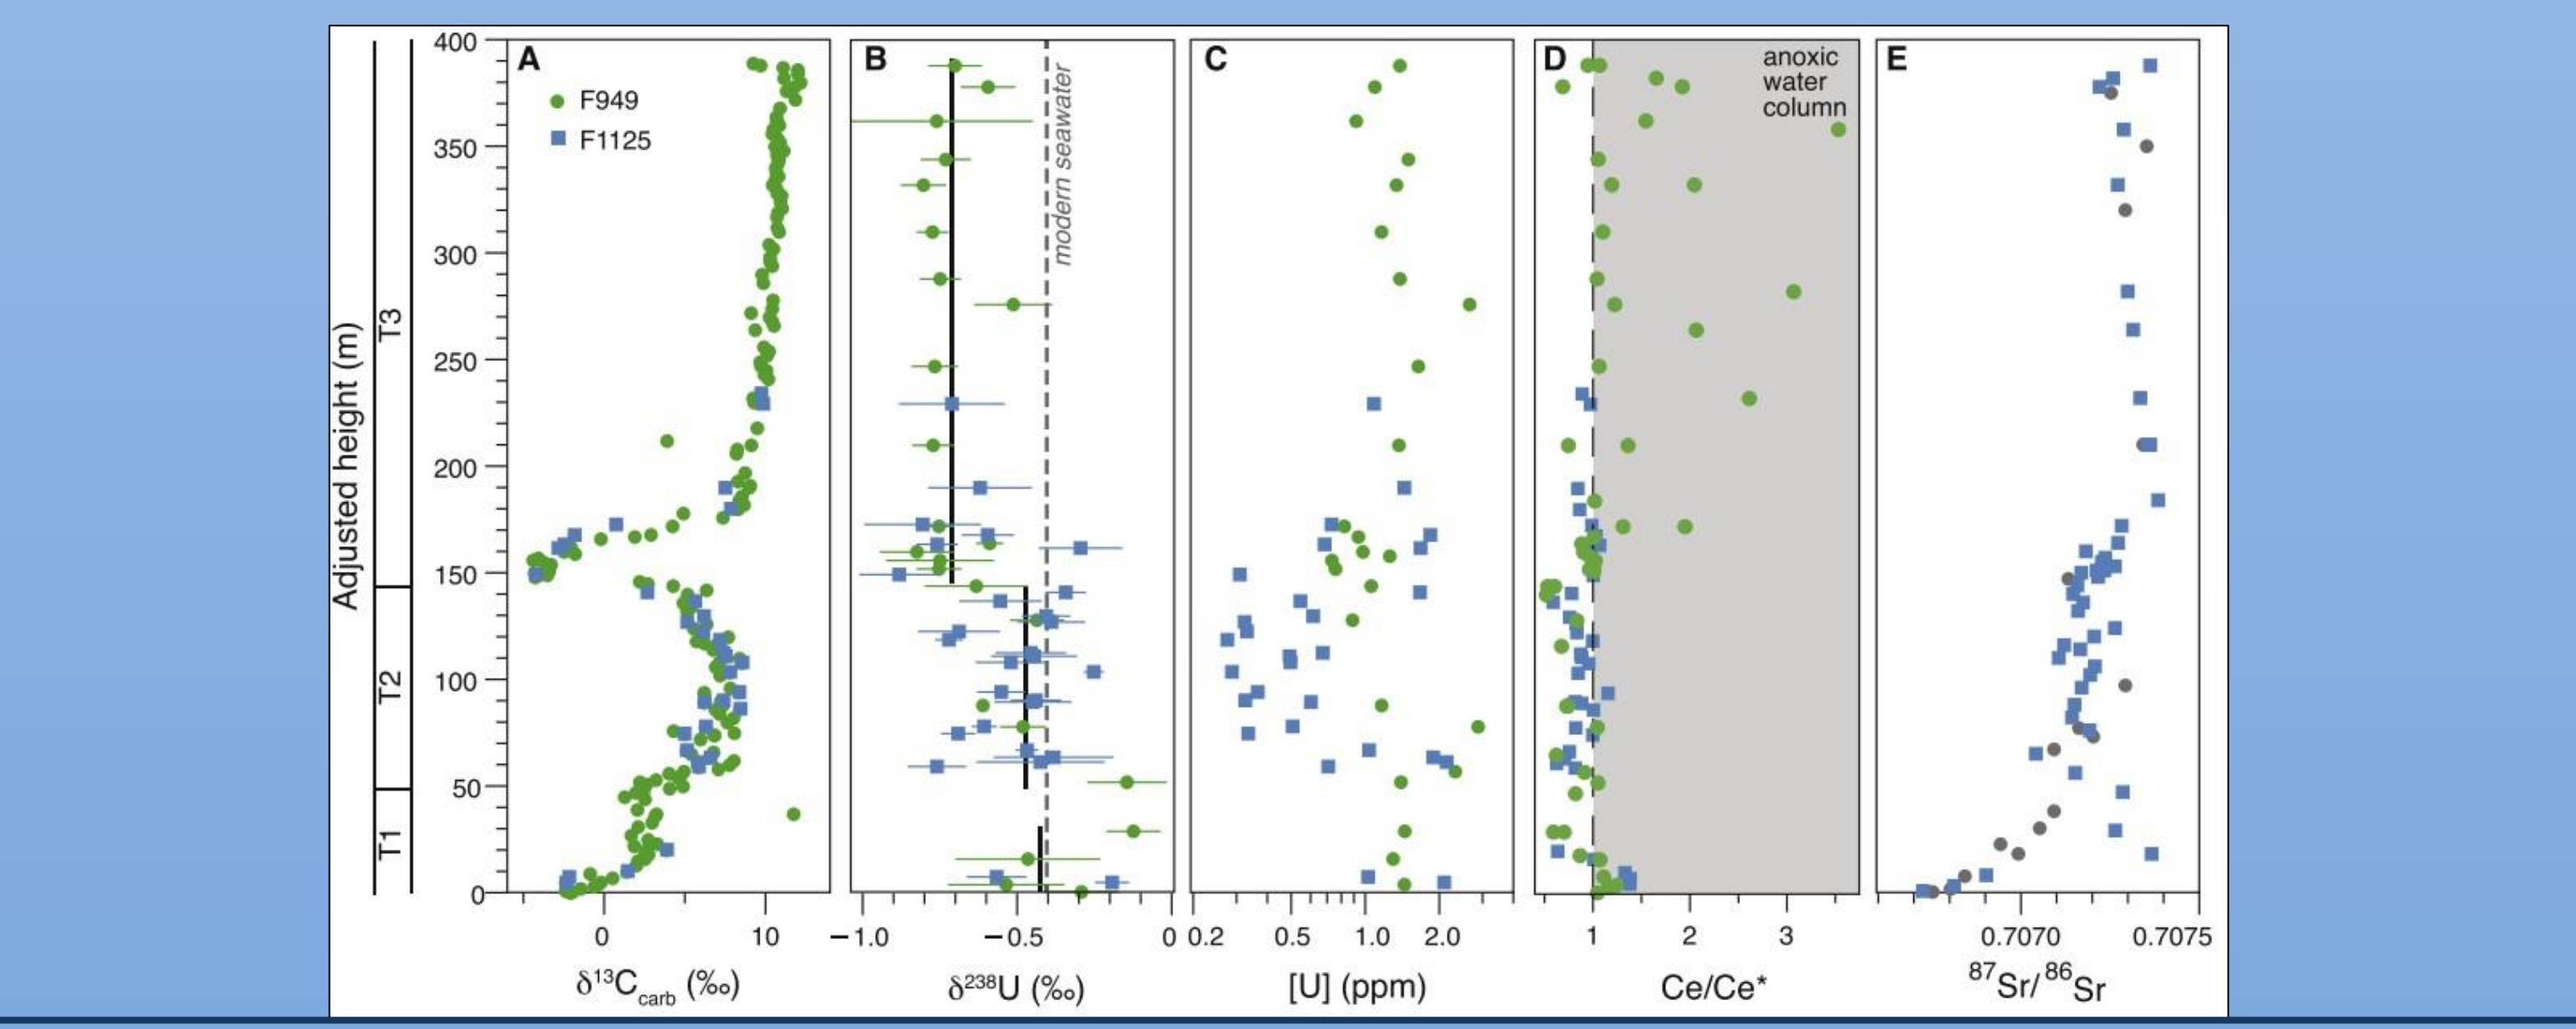 A
F949
F1125
B
modern seawater
C
D
anoxic
water
column
E
Adjusted height (m)
T3
T2
T1
400
350
300
250
200
150
100
50
0
0 10
−1.0 −0.5 0
0.2 0.5 1.0 2.0
1 2 3
0.7070 0.7075
δ¹³C_carb (‰)
δ²³⁸U (‰)
[U] (ppm)
Ce/Ce*
⁸⁷Sr/⁸⁶Sr